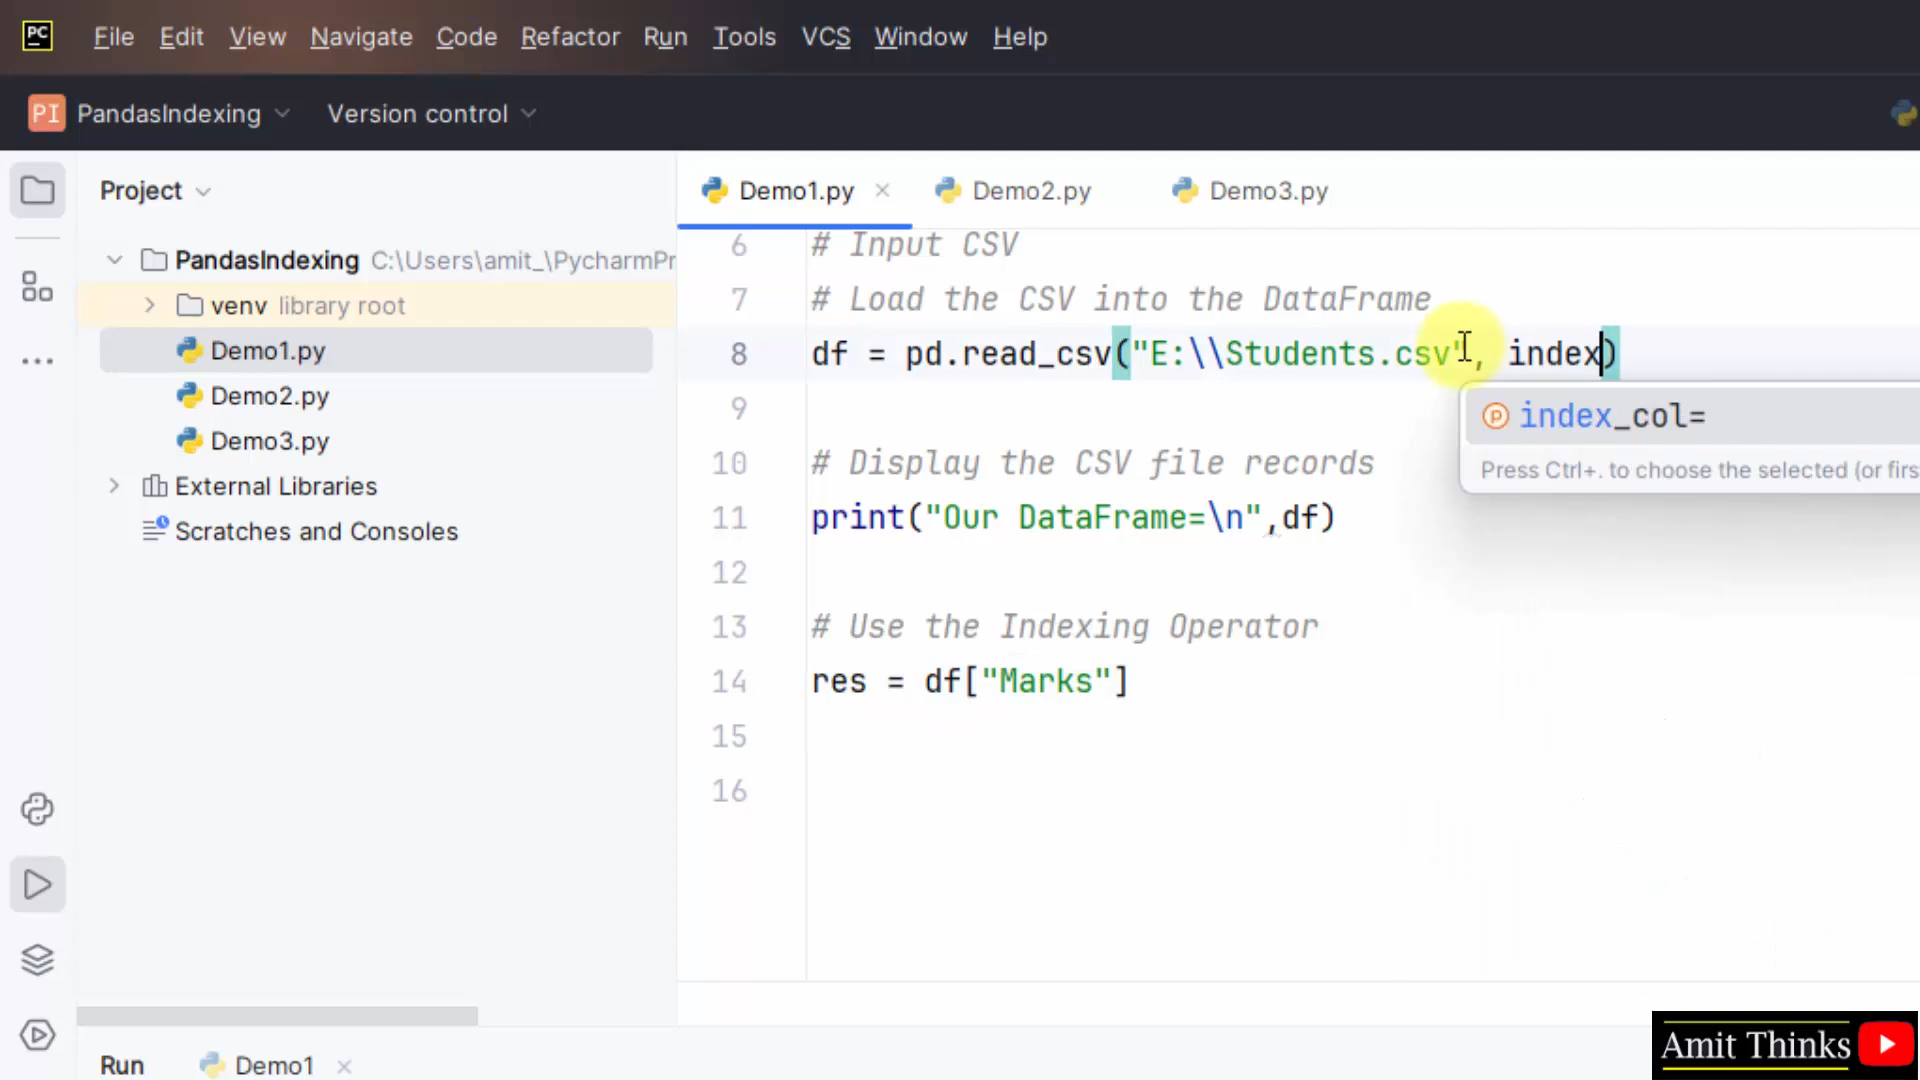 PC
File Edit View Navigate Code Refactor Run Tools VCS Window Help
PI PandasIndexing Version control
Project
Demo1.py Demo2.py Demo3.py
PandasIndexing C:\Users\amit_\PycharmPr
venv library root
Demo1.py
Demo2.py
Demo3.py
External Libraries
Scratches and Consoles
6 # Input CSV
7 # Load the CSV into the DataFrame
8 df = pd.read_csv("E:\\Students.csv", index)
9
10 # Display the CSV file records
11 print("Our DataFrame=\n",df)
12
13 # Use the Indexing Operator
14 res = df["Marks"]
15
16
index_col=
Press Ctrl+. to choose the selected (or firs
Run Demo1
Amit Thinks